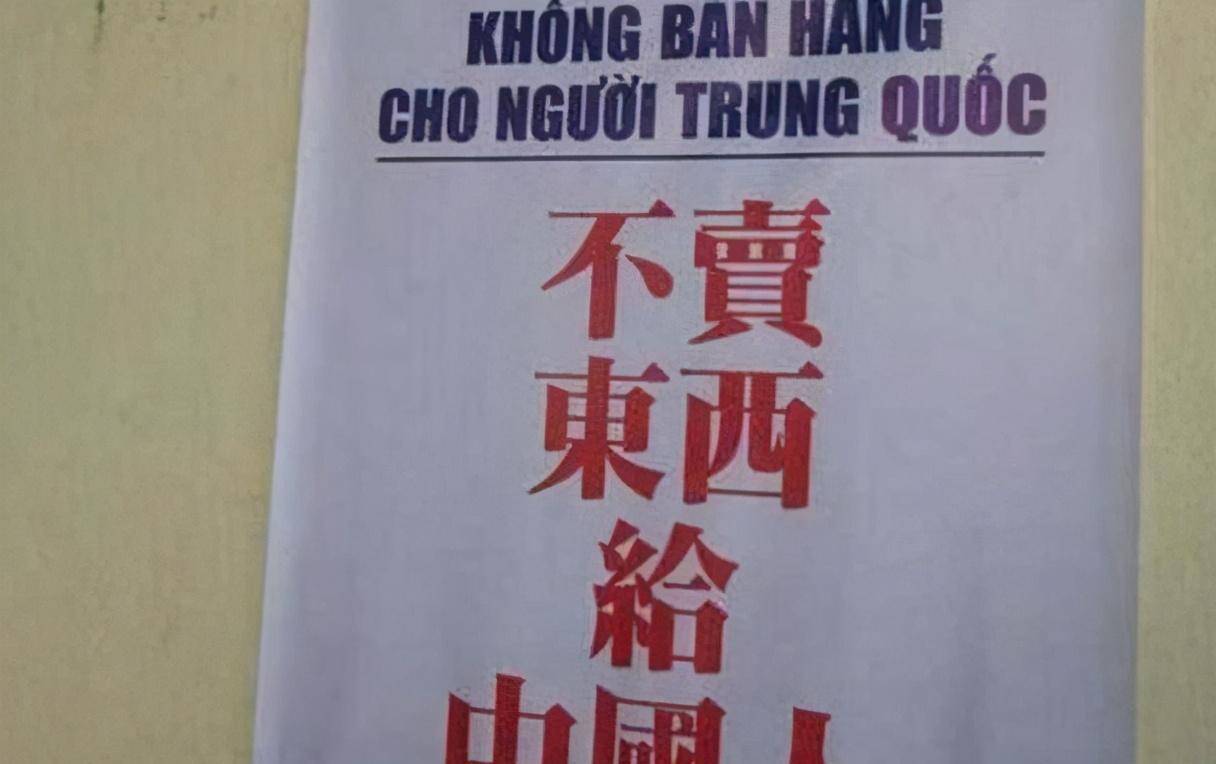 KHÔNG BÁN HÀNG
CHO NGƯỜI TRUNG QUỐC
不賣
東西
給
中國人